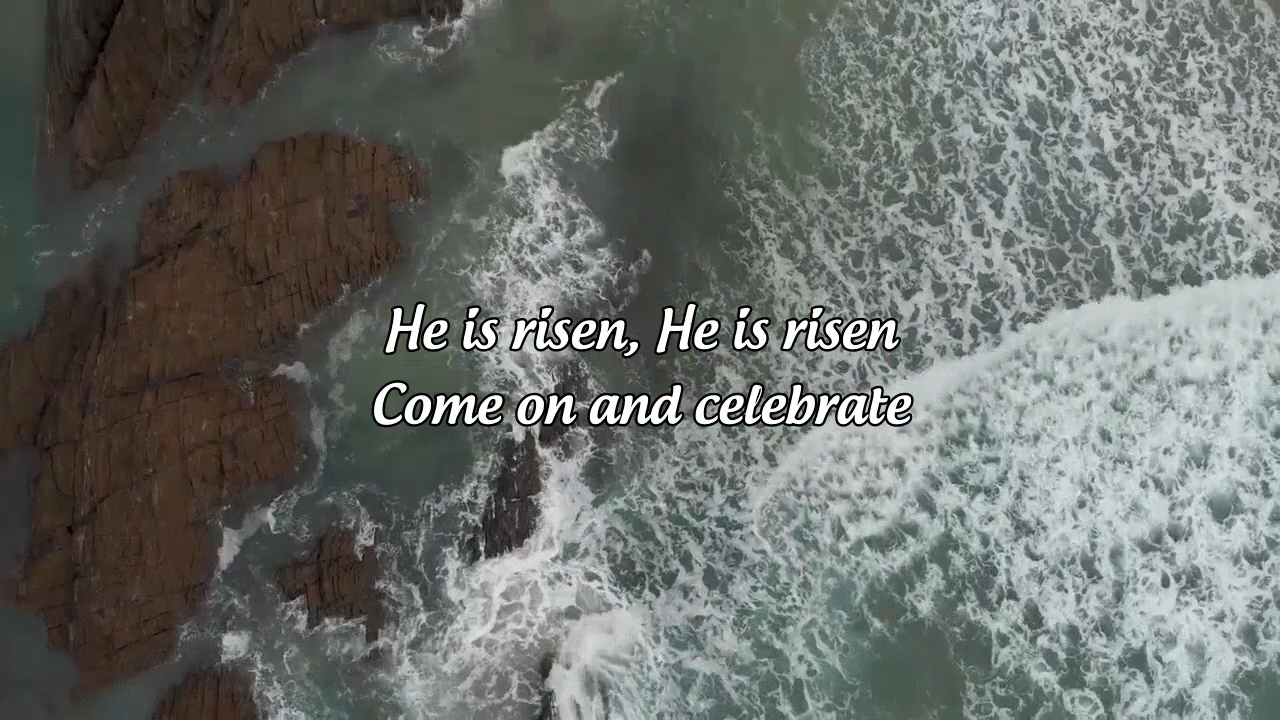 He is risen, He is risen
Come on and celebrate